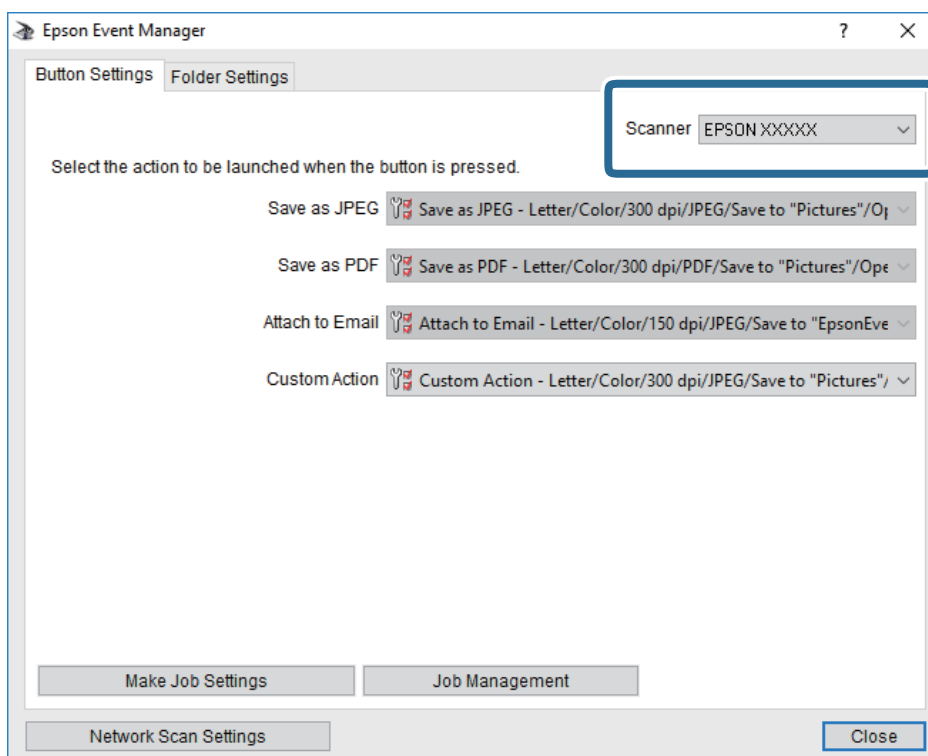 Epson Event Manager
Button Settings Folder Settings
Scanner EPSON XXXXX
Select the action to be launched when the button is pressed.
Save as JPEG Save as JPEG - Letter/Color/300 dpi/JPEG/Save to "Pictures"/Op
Save as PDF Save as PDF - Letter/Color/300 dpi/PDF/Save to "Pictures"/Ope
Attach to Email Attach to Email - Letter/Color/150 dpi/JPEG/Save to "EpsonEve
Custom Action Custom Action - Letter/Color/300 dpi/JPEG/Save to "Pictures"/
Make Job Settings Job Management
Network Scan Settings Close